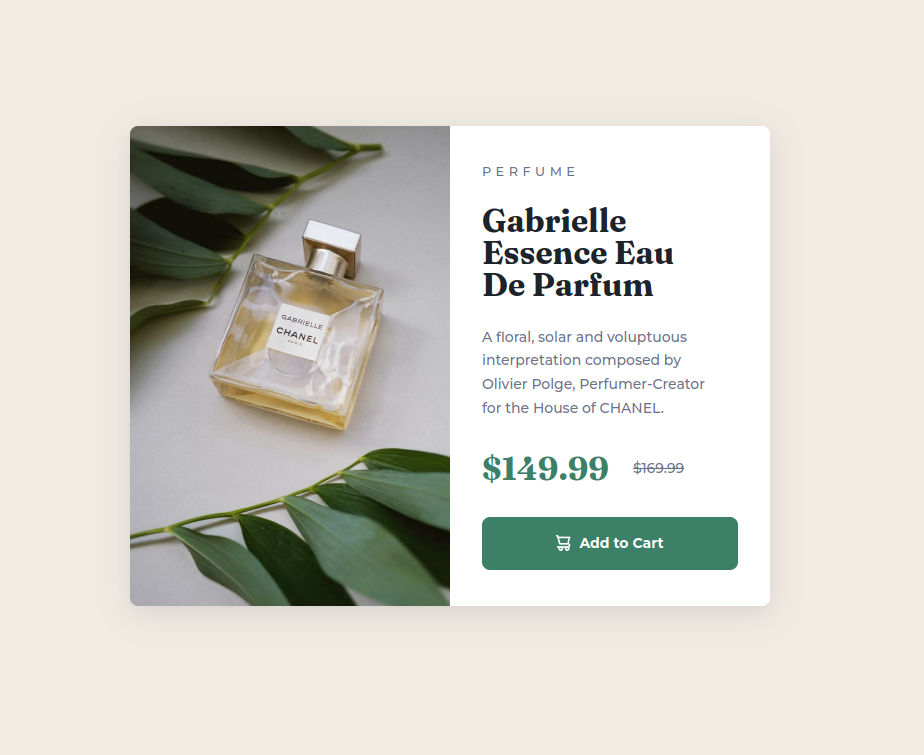 GABRIELLE
CHANEL
PARIS
PERFUME
Gabrielle
Essence Eau
De Parfum
A floral, solar and voluptuous
interpretation composed by
Olivier Polge, Perfumer-Creator
for the House of CHANEL.
$149.99 $169.99
Add to Cart